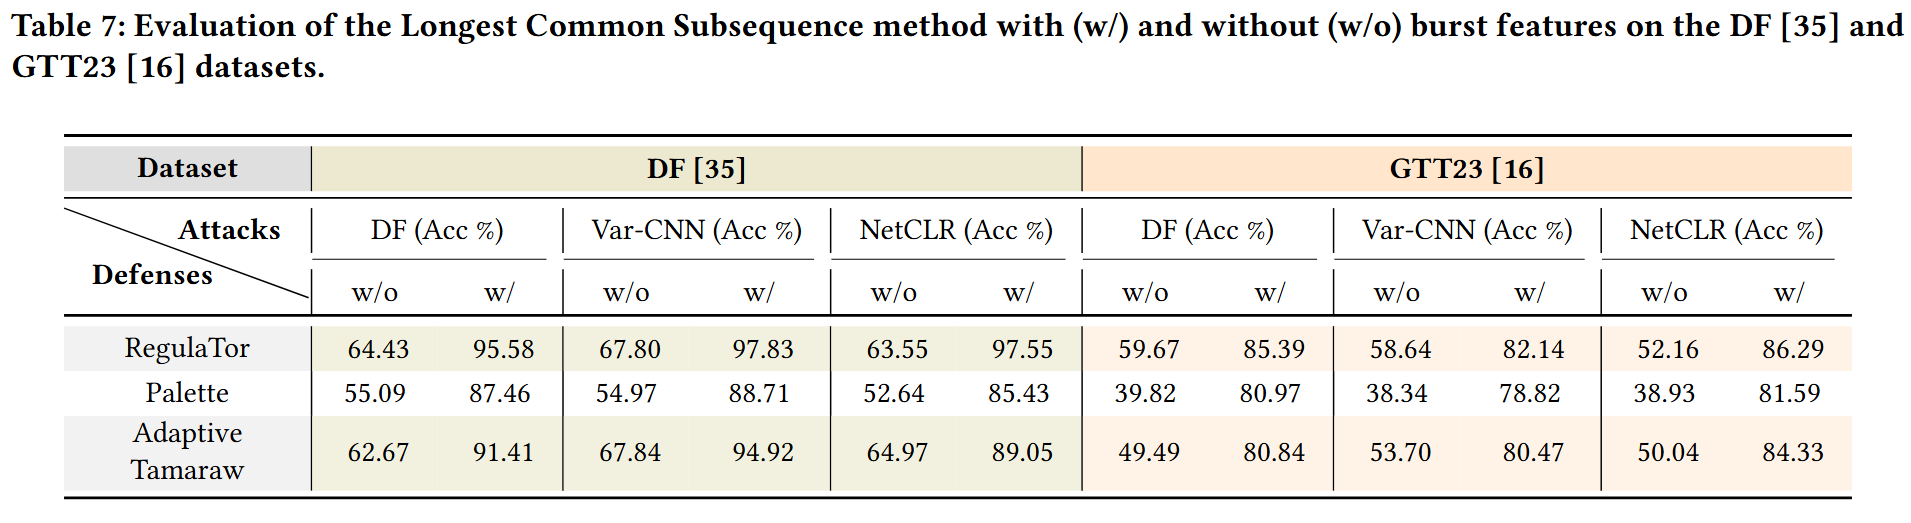 Table 7: Evaluation of the Longest Common Subsequence method with (w/) and without (w/o) burst features on the DF [35] and
GTT23 [16] datasets.
Dataset DF [35] GTT23 [16]
Attacks DF (Acc %) Var-CNN (Acc %) NetCLR (Acc %) DF (Acc %) Var-CNN (Acc %) NetCLR (Acc %)
Defenses w/o w/ w/o w/ w/o w/ w/o w/ w/o w/ w/o w/
RegulaTor 64.43 95.58 67.80 97.83 63.55 97.55 59.67 85.39 58.64 82.14 52.16 86.29
Palette 55.09 87.46 54.97 88.71 52.64 85.43 39.82 80.97 38.34 78.82 38.93 81.59
Adaptive
Tamaraw 62.67 91.41 67.84 94.92 64.97 89.05 49.49 80.84 53.70 80.47 50.04 84.33